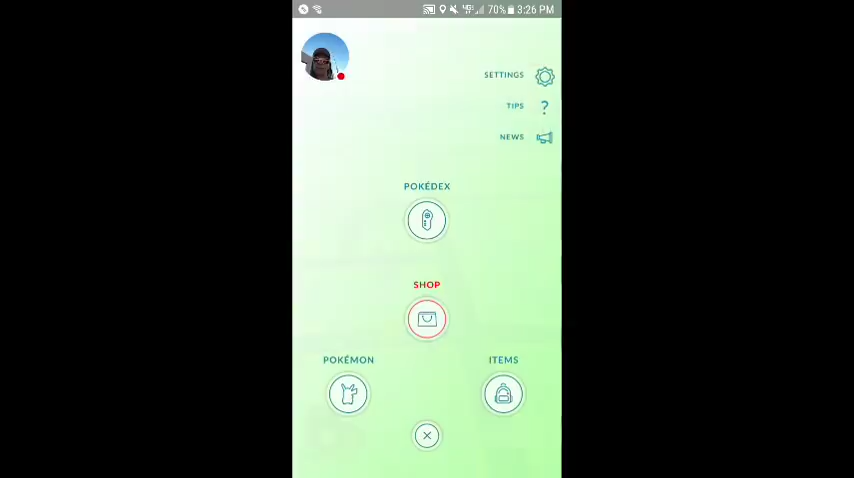 70% 3:26 PM
SETTINGS
TIPS ?
NEWS
POKÉDEX
SHOP
POKÉMON
ITEMS